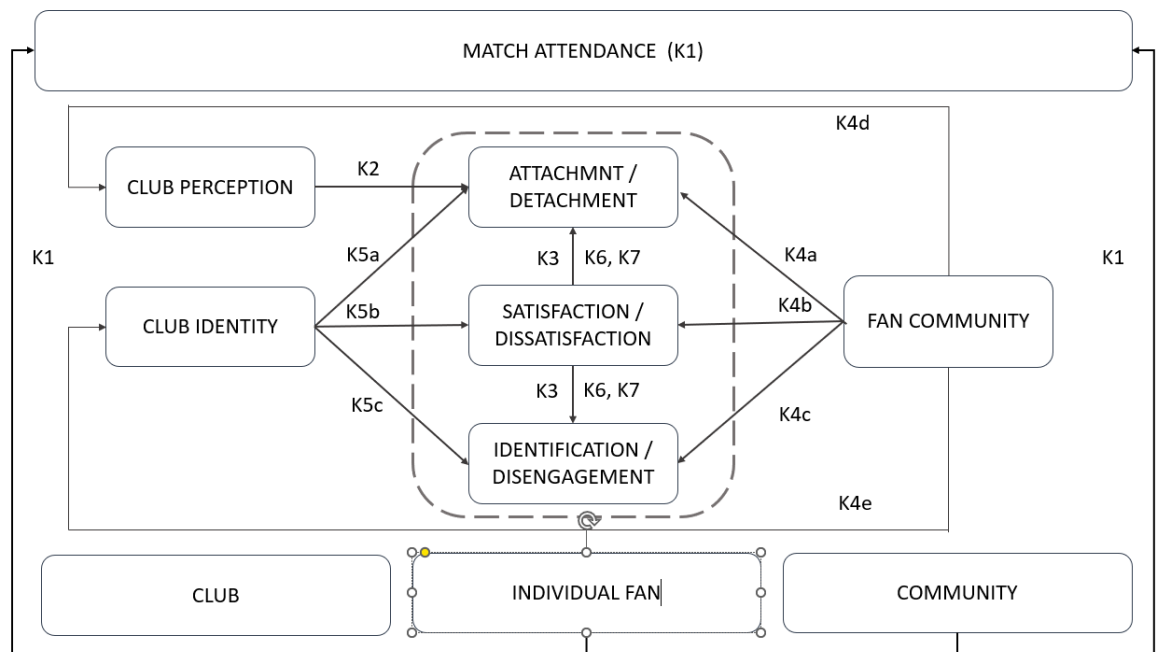 MATCH ATTENDANCE  (K1)
K4d
K2
CLUB PERCEPTION
ATTACHMNT /
DETACHMENT
K1
K5a
K3
K6, K7
K4a
K1
CLUB IDENTITY
K5b
SATISFACTION /
DISSATISFACTION
K4b
FAN COMMUNITY
K3
K6, K7
K5c
K4c
IDENTIFICATION /
DISENGAGEMENT
K4e
CLUB
INDIVIDUAL FAN
COMMUNITY